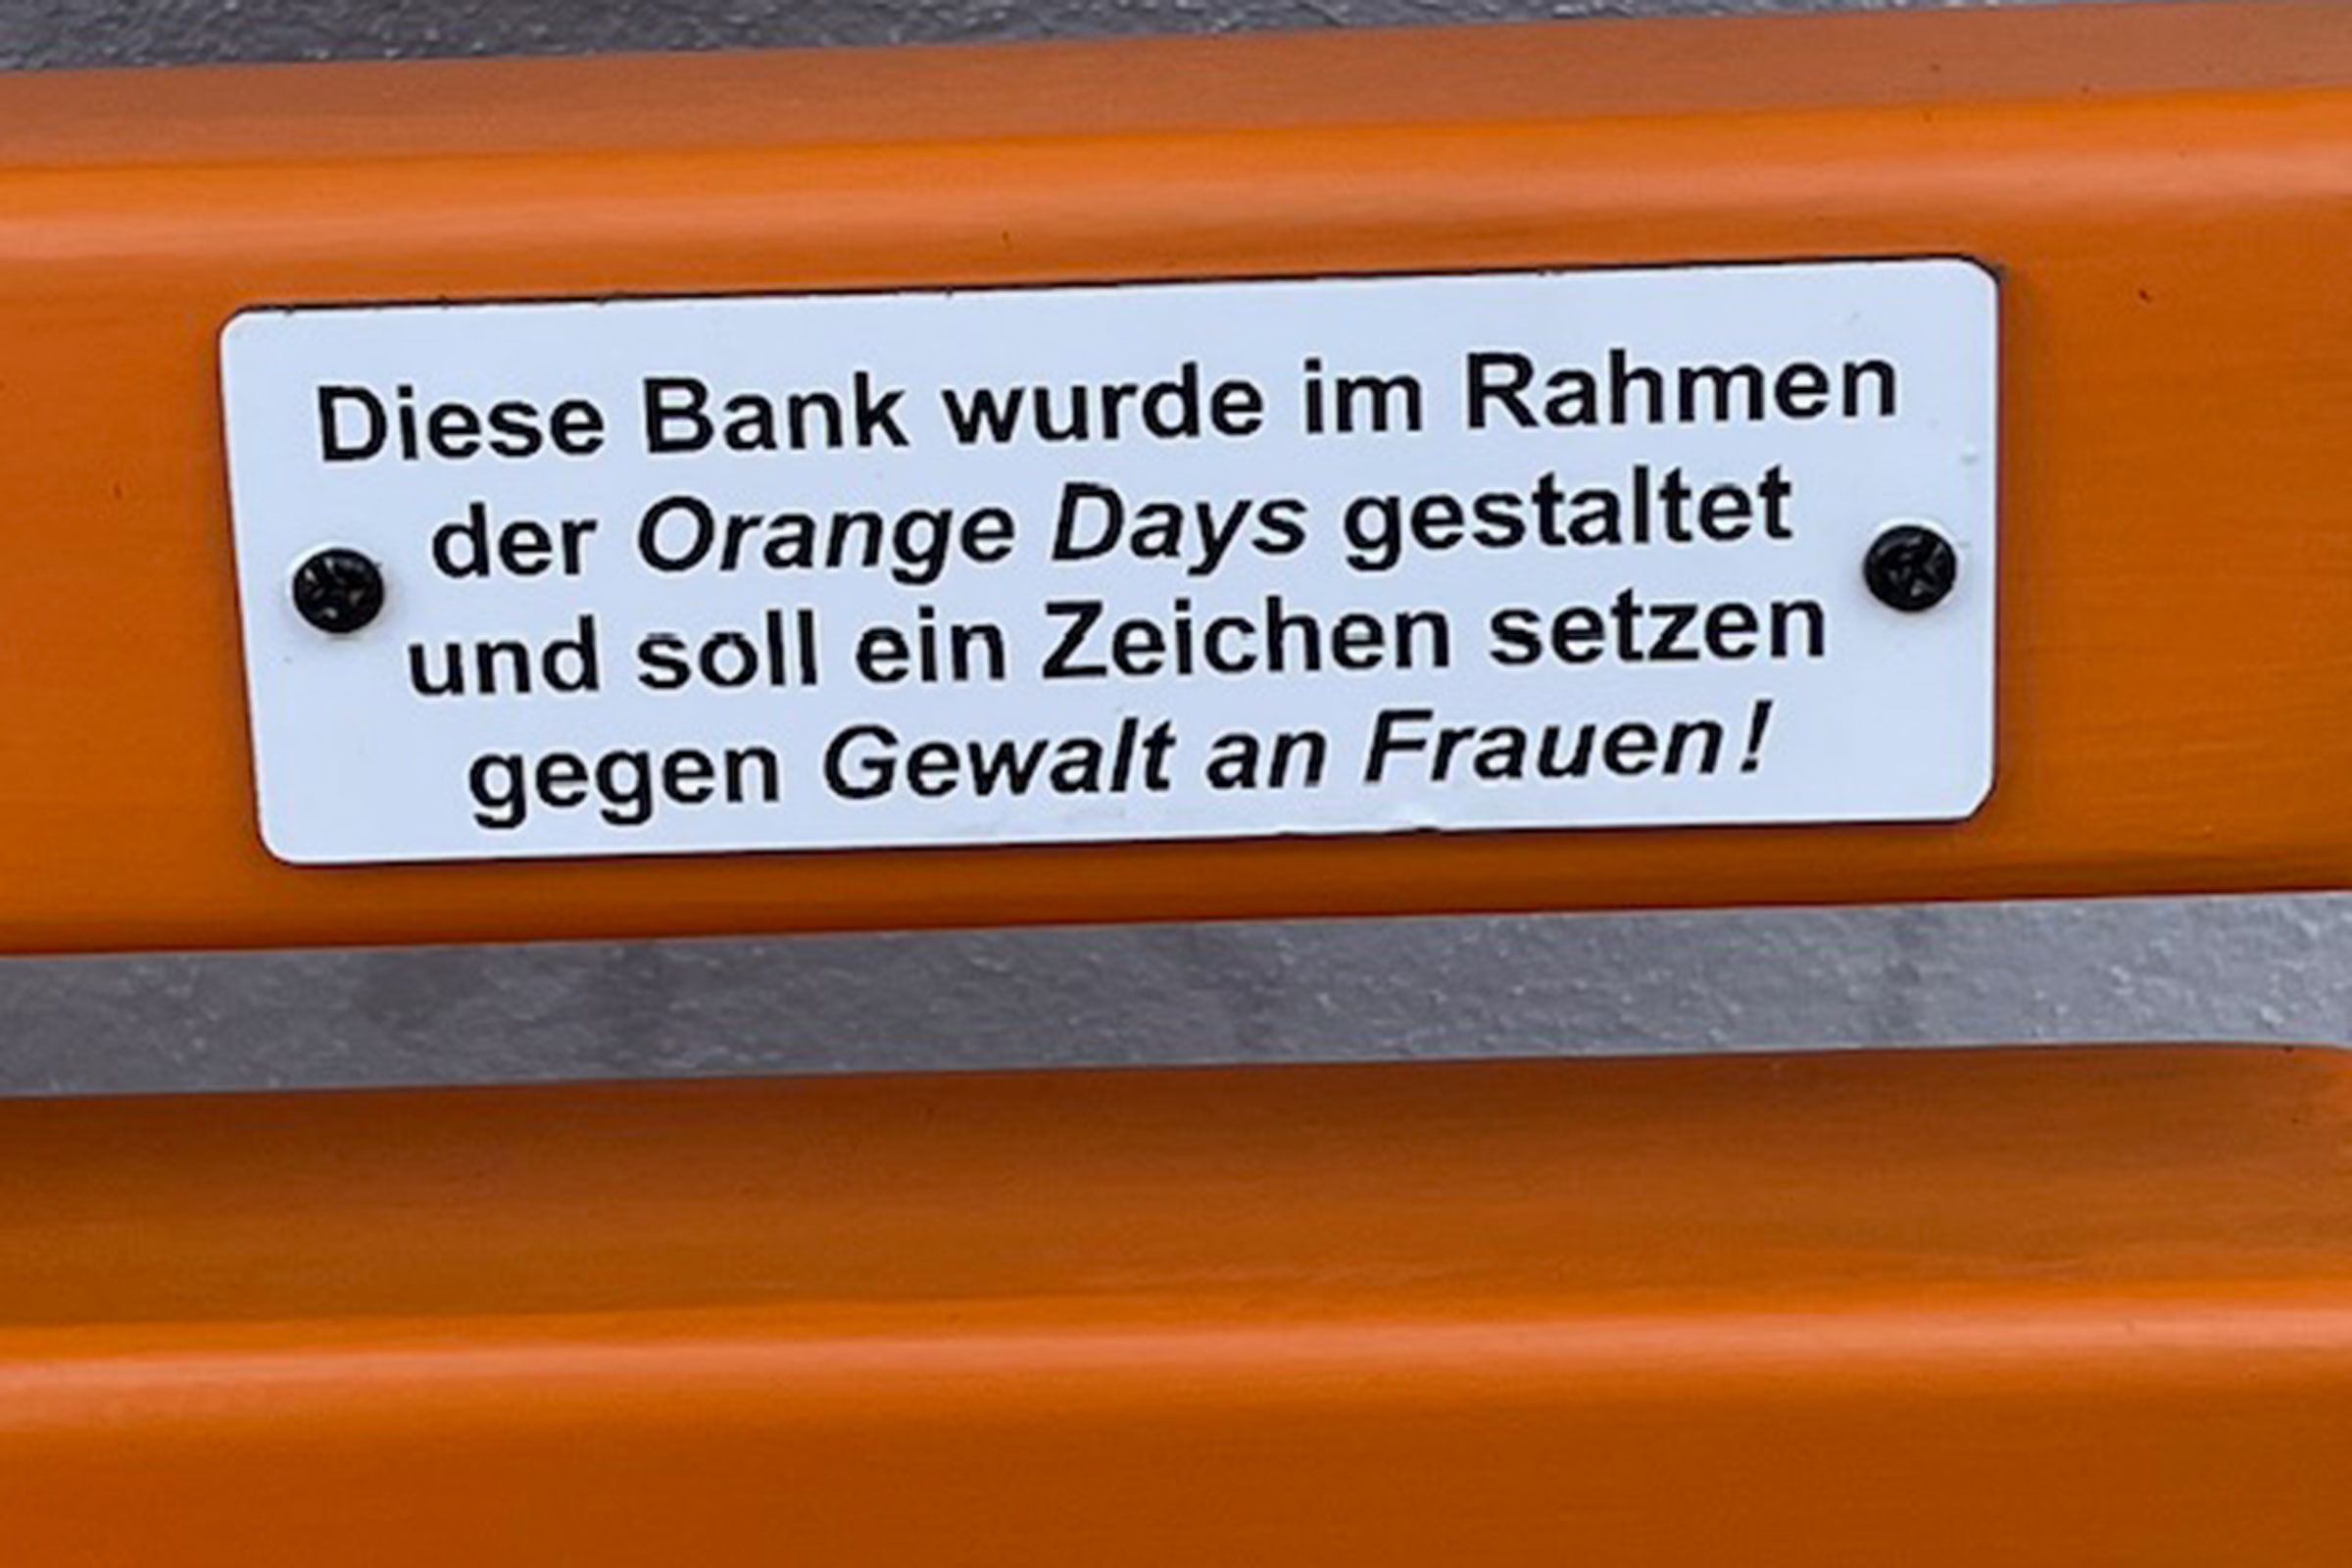 Diese Bank wurde im Rahmen
der Orange Days gestaltet
und soll ein Zeichen setzen
gegen Gewalt an Frauen!